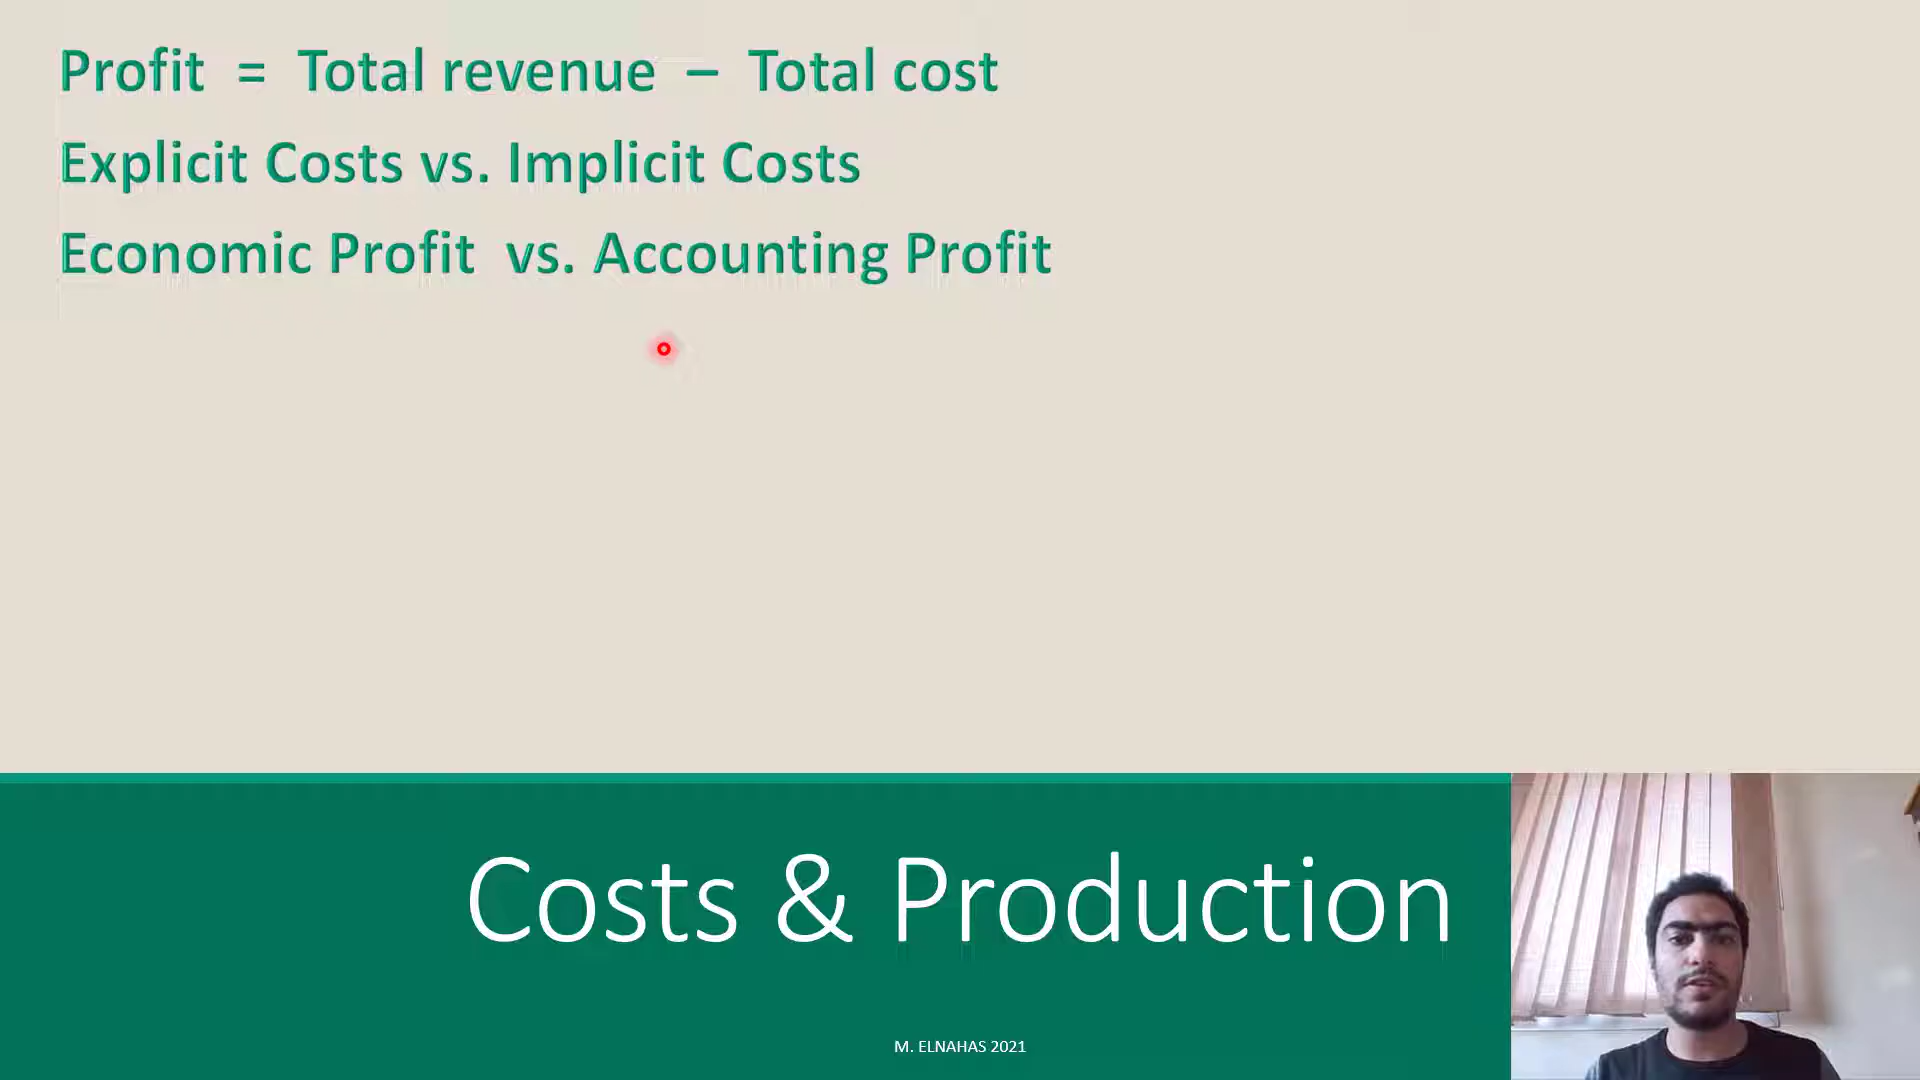 Profit = Total revenue – Total cost
Explicit Costs vs. Implicit Costs
Economic Profit vs. Accounting Profit
Costs & Production
M. ELNAHAS 2021